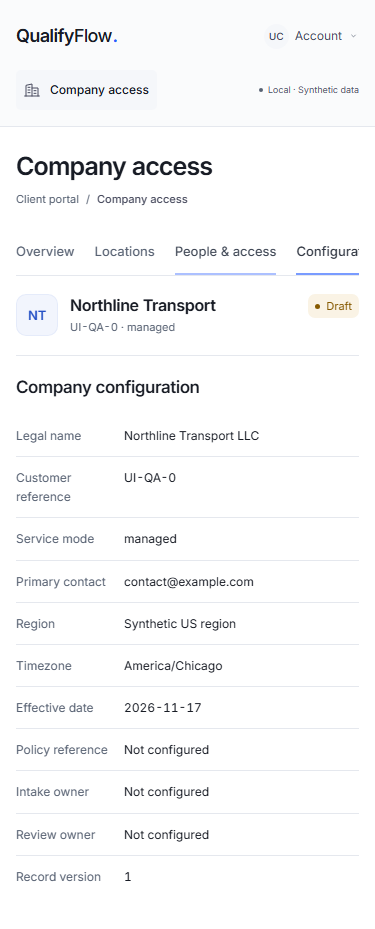 QualifyFlow.
UC Account
Company access
Local · Synthetic data
Company access
Client portal / Company access
Overview Locations People & access Configura
NT
Northline Transport
UI-QA-0 · managed
Draft
Company configuration
Legal name Northline Transport LLC
Customer
reference
UI-QA-0
Service mode managed
Primary contact contact@example.com
Region Synthetic US region
Timezone America/Chicago
Effective date 2026-11-17
Policy reference Not configured
Intake owner Not configured
Review owner Not configured
Record version 1